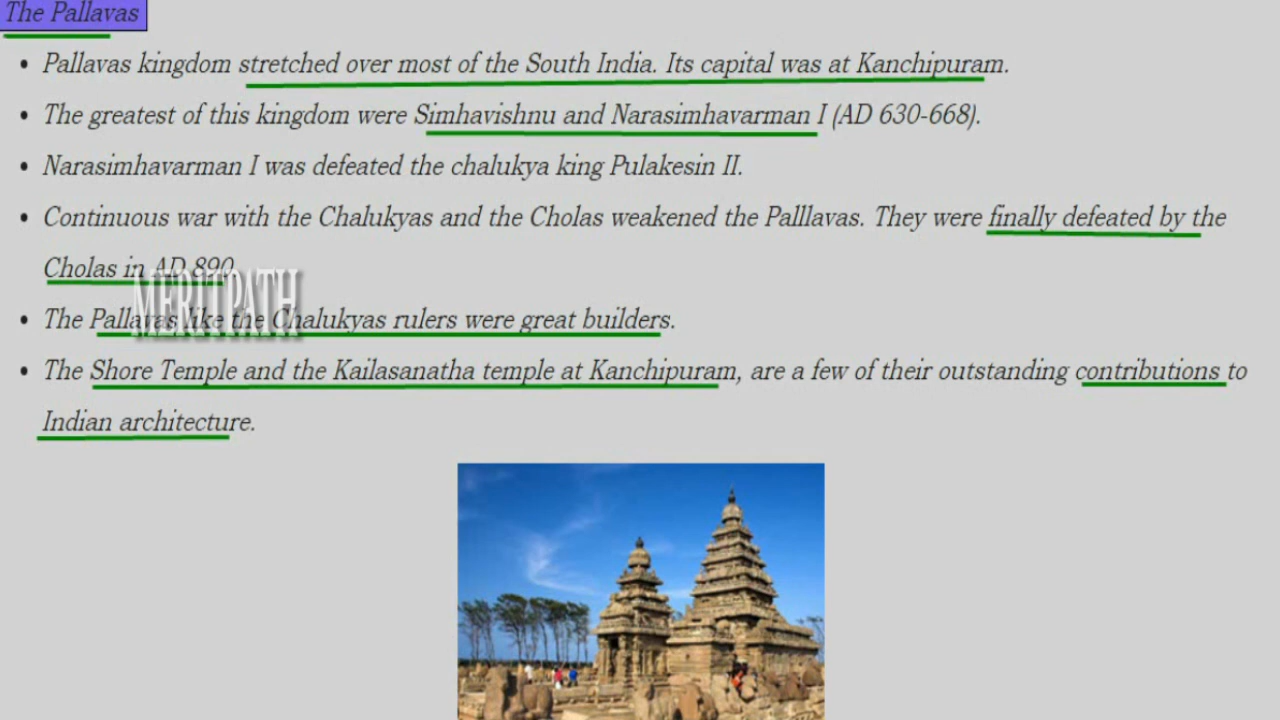 The Pallavas
• Pallavas kingdom stretched over most of the South India. Its capital was at Kanchipuram.
• The greatest of this kingdom were Simhavishnu and Narasimhavarman I (AD 630-668).
• Narasimhavarman I was defeated the chalukya king Pulakesin II.
• Continuous war with the Chalukyas and the Cholas weakened the Palllavas. They were finally defeated by the
Cholas in AD 890.
MERITPATH
• The Pallavas like the Chalukyas rulers were great builders.
• The Shore Temple and the Kailasanatha temple at Kanchipuram, are a few of their outstanding contributions to
Indian architecture.